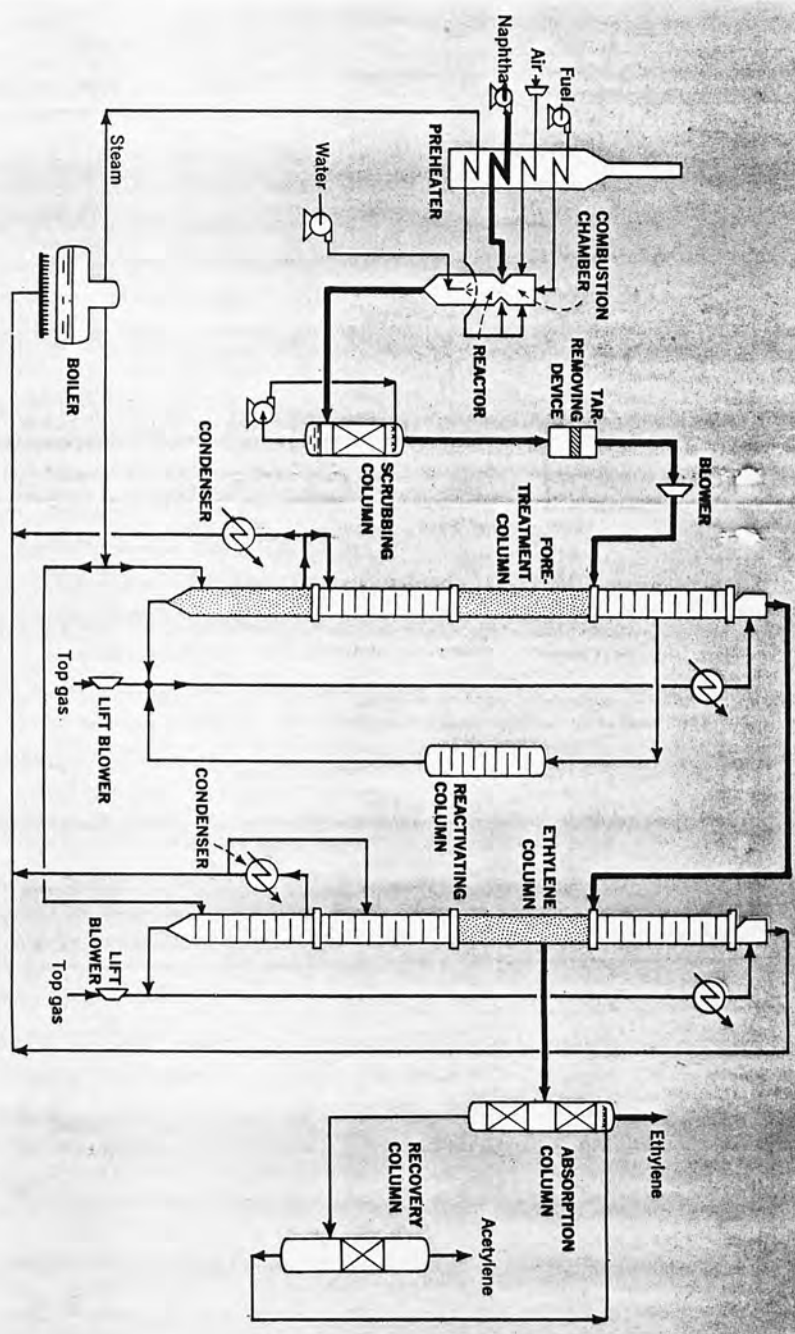 Fuel
Air
Naphtha
PREHEATER
COMBUSTION
CHAMBER
Steam
Water
REACTOR
BOILER
TAR
REMOVING
DEVICE
BLOWER
SCRUBBING
COLUMN
CONDENSER
FORE-
TREATMENT
COLUMN
Top gas
LIFT BLOWER
REACTIVATING
COLUMN
CONDENSER
ETHYLENE
COLUMN
LIFT
BLOWER
Top gas
Ethylene
ABSORPTION
COLUMN
RECOVERY
COLUMN
Acetylene